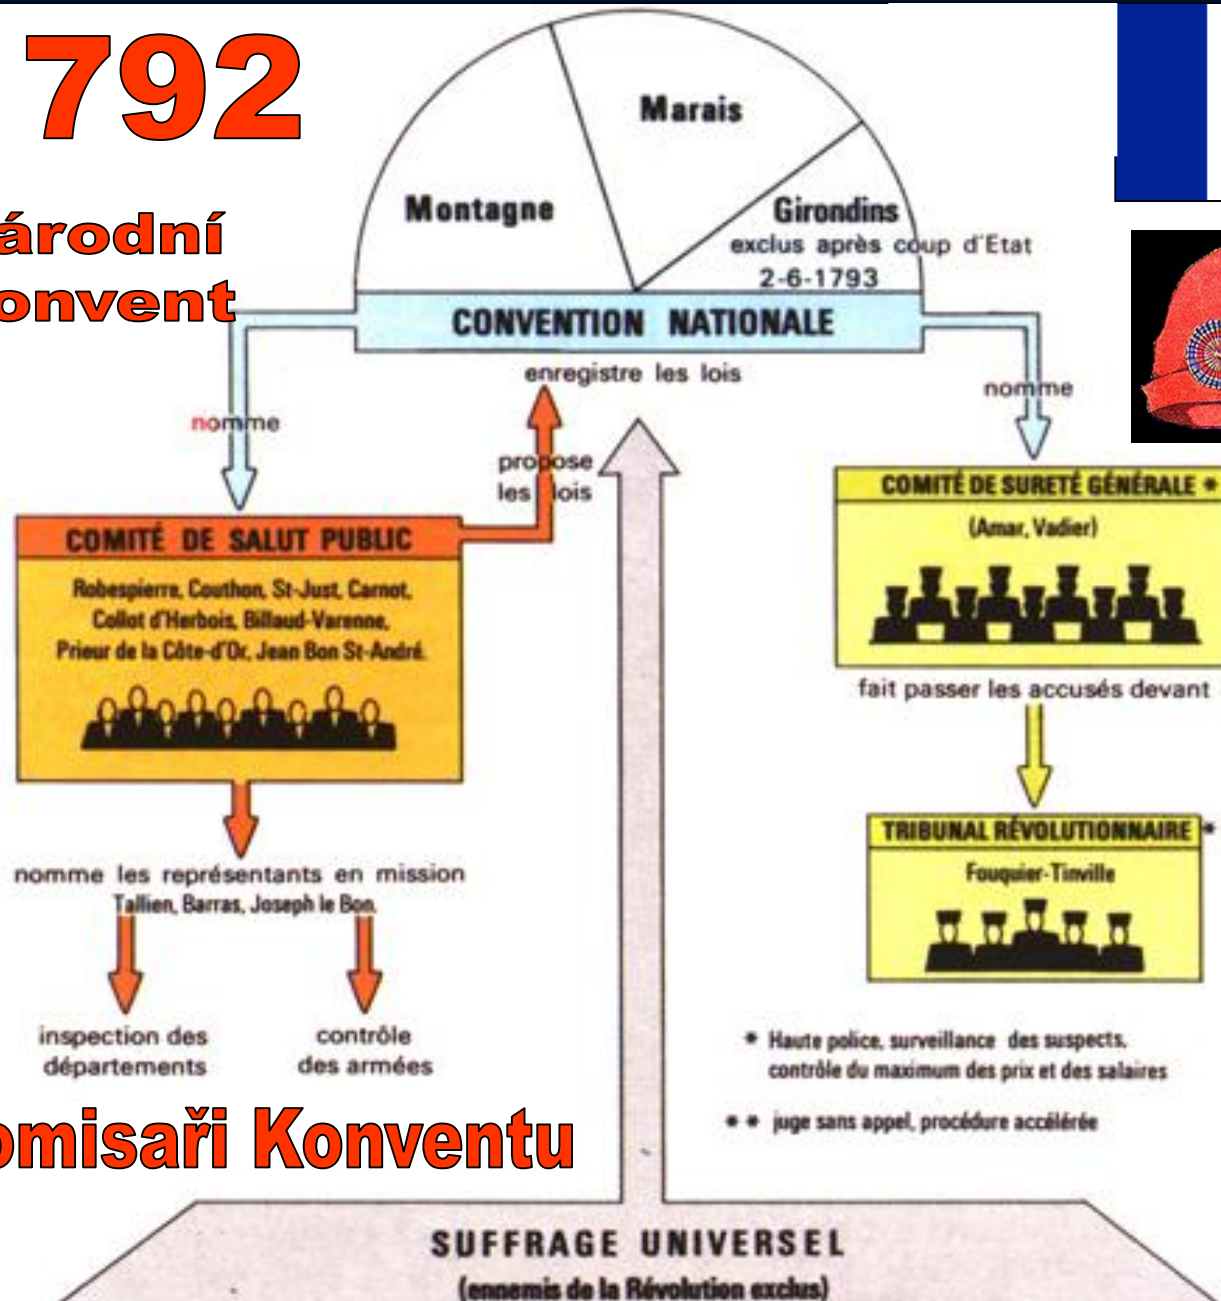 792
árodní
onvent
Montagne
Marais
Girondins
exclus après coup d'Etat
2-6-1793
CONVENTION NATIONALE
enregistre les lois
nomme
propose
les lois
nomme
COMITÉ DE SALUT PUBLIC
Robespierre, Couthon, St-Just, Carnot,
Collot d'Herbois, Billaud-Varenne,
Prieur de la Côte-d'Or, Jean Bon St-André.
nomme les représentants en mission
Tallien, Barras, Joseph le Bon.
inspection des
départements
contrôle
des armées
COMITÉ DE SURETÉ GÉNÉRALE *
(Amar, Vadier)
fait passer les accusés devant
TRIBUNAL RÉVOLUTIONNAIRE *
Fouquier-Tinville
* Haute police, surveillance des suspects.
contrôle du maximum des prix et des salaires
* * juge sans appel, procédure accélérée
omisaři Konventu
SUFFRAGE UNIVERSEL
(ennemis de la Révolution exclus)